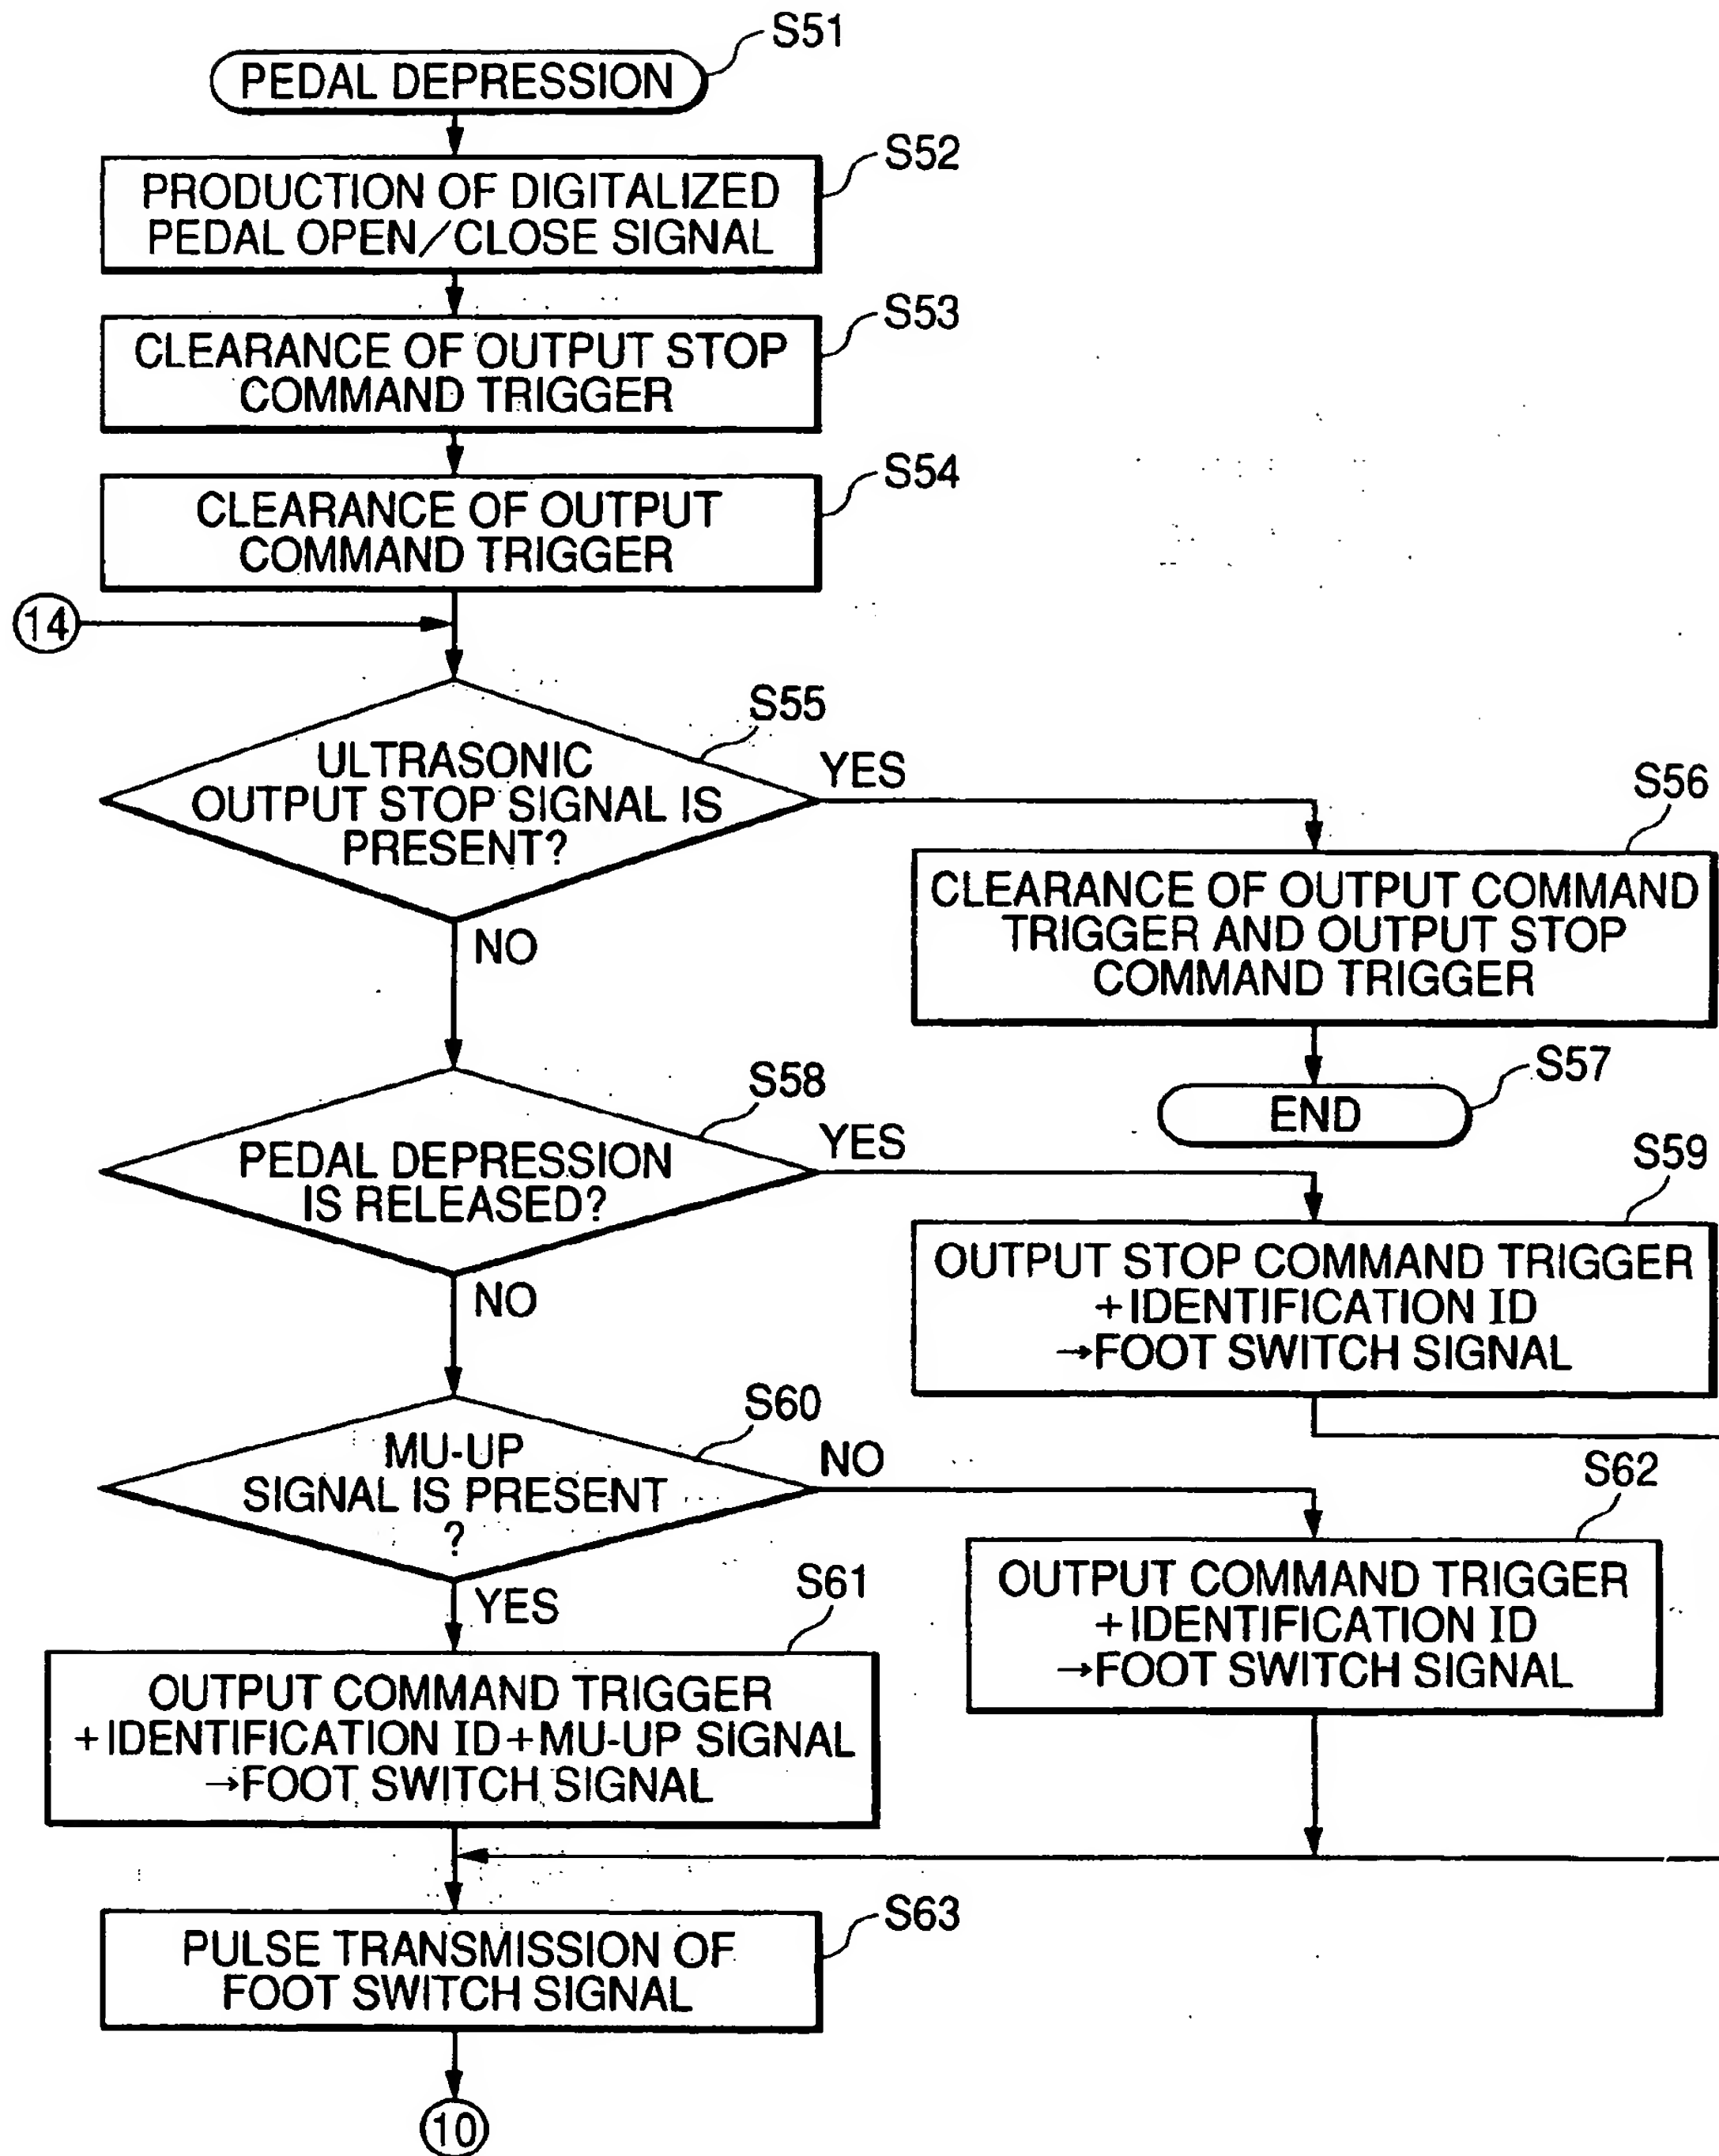 S51
PEDAL DEPRESSION
S52
PRODUCTION OF DIGITALIZED
PEDAL OPEN/CLOSE SIGNAL
S53
CLEARANCE OF OUTPUT STOP
COMMAND TRIGGER
S54
CLEARANCE OF OUTPUT
COMMAND TRIGGER
14
S55
ULTRASONIC
OUTPUT STOP SIGNAL IS
PRESENT?
YES
NO
S56
CLEARANCE OF OUTPUT COMMAND
TRIGGER AND OUTPUT STOP
COMMAND TRIGGER
S57
END
S58
PEDAL DEPRESSION
IS RELEASED?
YES
NO
S59
OUTPUT STOP COMMAND TRIGGER
+IDENTIFICATION ID
→FOOT SWITCH SIGNAL
S60
MU-UP
SIGNAL IS PRESENT
?
NO
YES
S62
OUTPUT COMMAND TRIGGER
+IDENTIFICATION ID
→FOOT SWITCH SIGNAL
S61
OUTPUT COMMAND TRIGGER
+IDENTIFICATION ID+MU-UP SIGNAL
→FOOT SWITCH SIGNAL
S63
PULSE TRANSMISSION OF
FOOT SWITCH SIGNAL
10